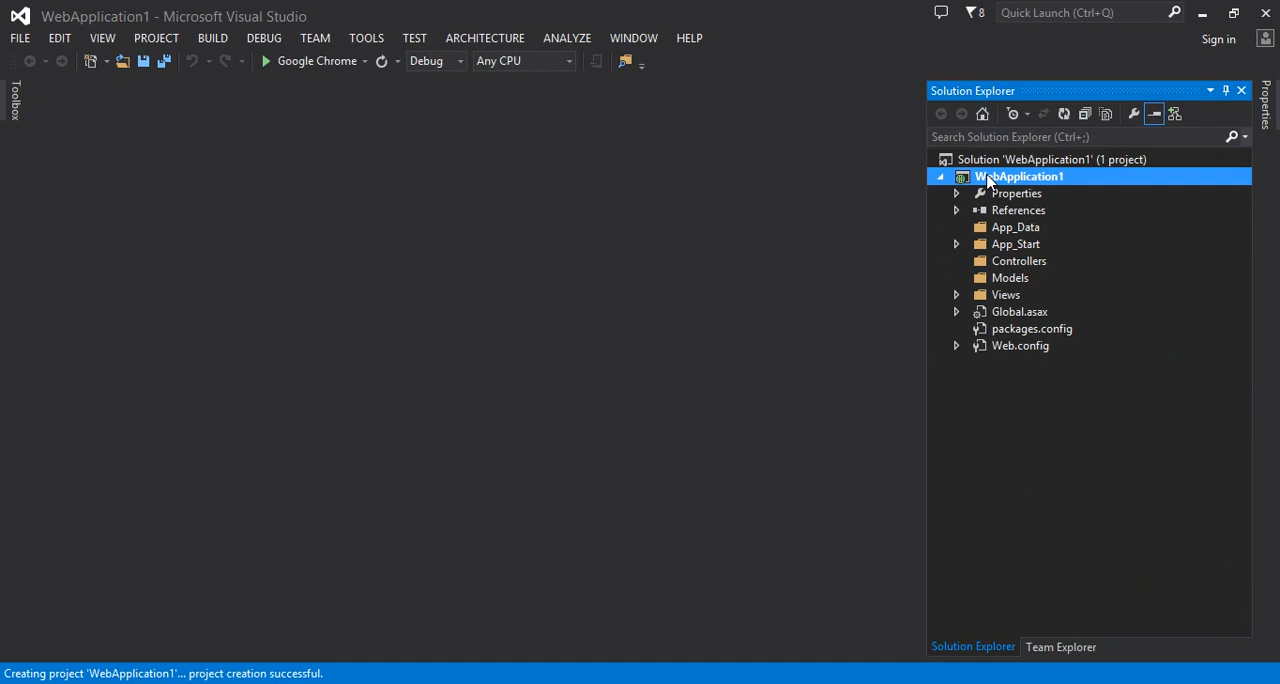 WebApplication1 - Microsoft Visual Studio
8
Quick Launch (Ctrl+Q)
FILE EDIT VIEW PROJECT BUILD DEBUG TEAM TOOLS TEST ARCHITECTURE ANALYZE WINDOW HELP
Sign in
Google Chrome Debug Any CPU
Toolbox
Solution Explorer
Properties
Search Solution Explorer (Ctrl+;)
Solution 'WebApplication1' (1 project)
WebApplication1
Properties
References
App_Data
App_Start
Controllers
Models
Views
Global.asax
packages.config
Web.config
Solution Explorer Team Explorer
Creating project 'WebApplication1'... project creation successful.